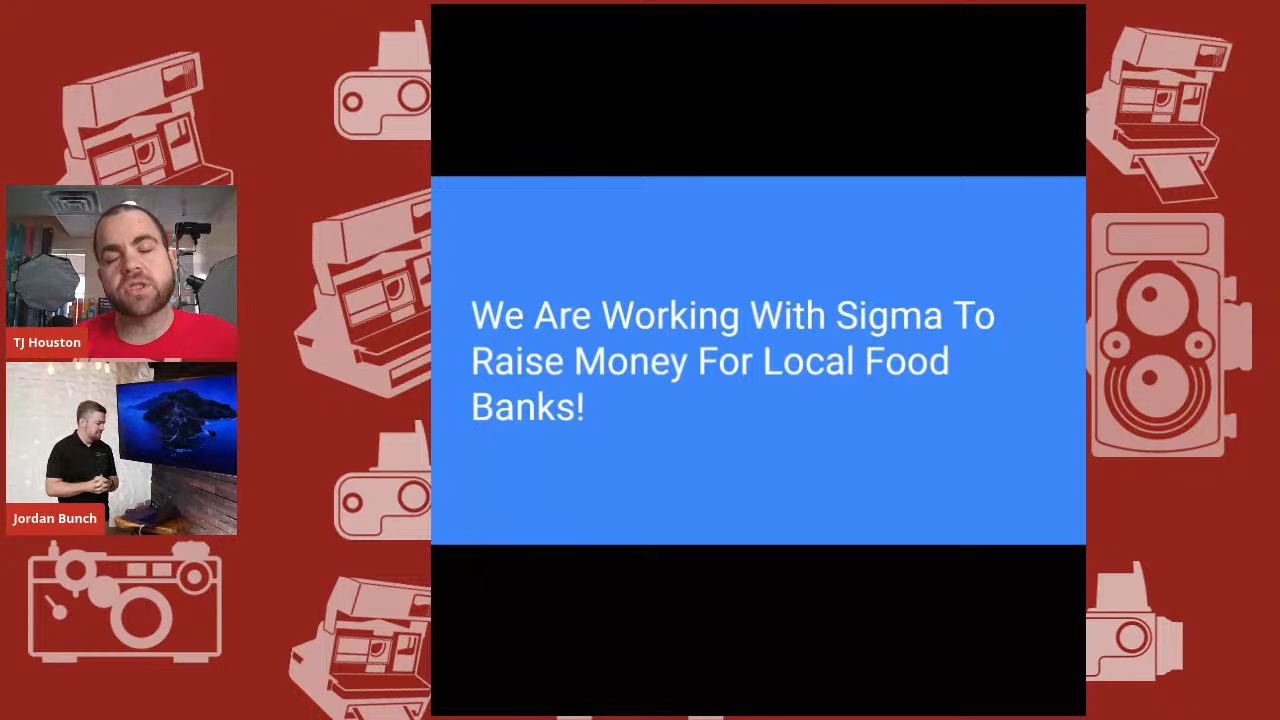 TJ Houston
Jordan Bunch
We Are Working With Sigma To
Raise Money For Local Food
Banks!